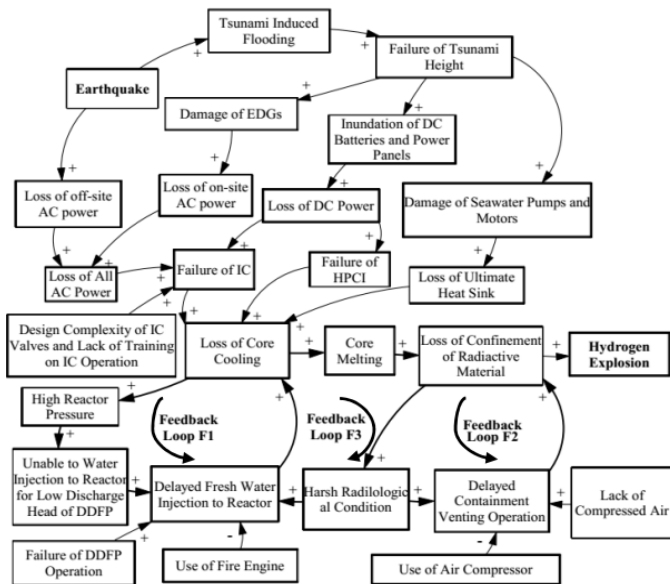 Tsunami Induced
Flooding
+
+
Failure of Tsunami
Height
Earthquake
+
+
+
Damage of EDGs
Inundation of DC
Batteries and Power
Panels
+
+
+
+
Loss of off-site
AC power
Loss of on-site
AC power
Loss of DC Power
Damage of Seawater Pumps and
Motors
+
+
+
+
+
Loss of All
AC Power
+
Failure of IC
Failure of
HPCI
Loss of Ultimate
Heat Sink
+
+
+
+
Design Complexity of IC
Valves and Lack of Training
on IC Operation
Loss of Core
Cooling
+
Core
Melting
+
Loss of Confinement
of Radiactive
Material
+
Hydrogen
Explosion
+
High Reactor
Pressure
+
+
Feedback
Loop F1
Feedback
Loop F3
Feedback
Loop F2
+
+
Unable to Water
Injection to Reactor
for Low Discharge
Head of DDFP
+
Delayed Fresh Water
Injection to Reactor
+
Harsh Radilologic
al Condition
+
Delayed
Containment
Venting Operation
+
Lack of
Compressed Air
+
-
-
Failure of DDFP
Operation
Use of Fire Engine
Use of Air Compressor